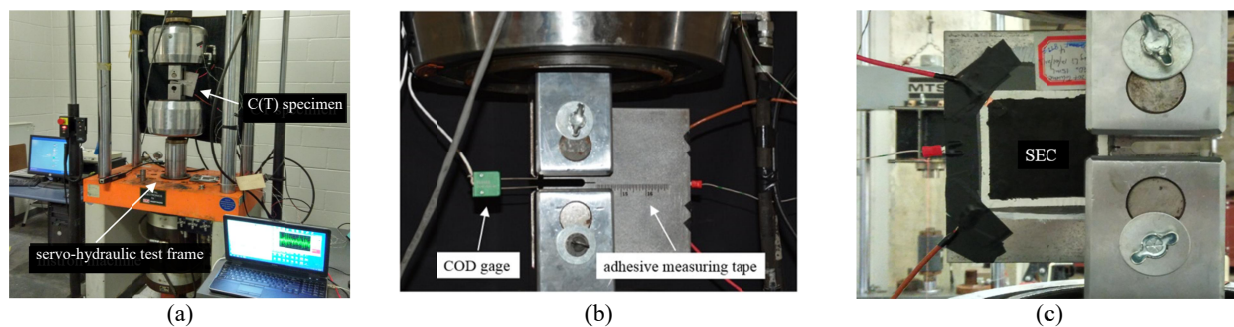 C(T) specimen
servo-hydraulic test frame
(a)
COD gage
adhesive measuring tape
(b)
MTS
SEC
(c)